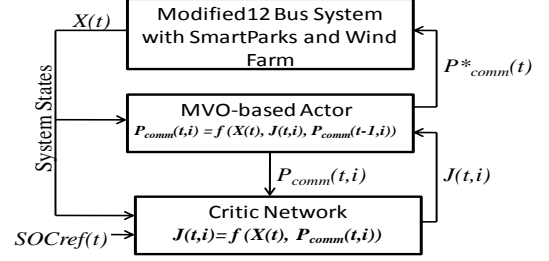 X(t)
Modified12 Bus System
with SmartParks and Wind
Farm
P*comm(t)
System States
MVO-based Actor
Pcomm(t,i) = f (X(t), J(t,i), Pcomm(t-1,i))
Pcomm(t,i)
J(t,i)
Critic Network
J(t,i)= f (X(t), Pcomm(t,i))
SOCref(t)